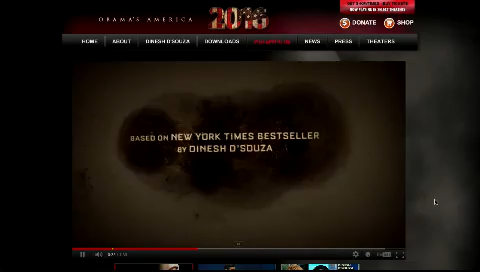 OBAMA'S AMERICA 2016
DONATE SHOP
HOME ABOUT DINESH D'SOUZA DOWNLOADS NEWS PRESS THEATERS
BASED ON NEW YORK TIMES BESTSELLER
BY DINESH D'SOUZA